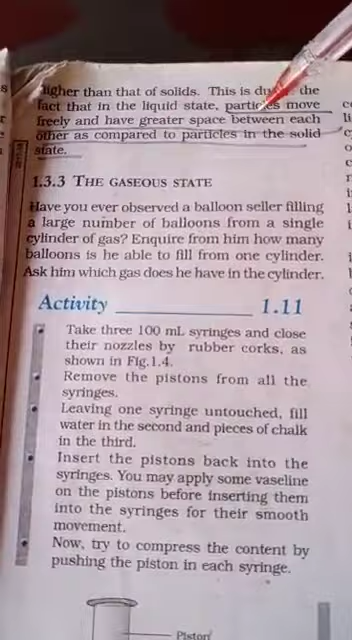 higher than that of solids. This is due the
fact that in the liquid state, particles move
freely and have greater space between each
other as compared to particles in the solid
state.
1.3.3 THE GASEOUS STATE
Have you ever observed a balloon seller filling
a large number of balloons from a single
cylinder of gas? Enquire from him how many
balloons is he able to fill from one cylinder.
Ask him which gas does he have in the cylinder.
Activity 1.11
• Take three 100 mL syringes and close
their nozzles by rubber corks, as
shown in Fig.1.4.
• Remove the pistons from all the
syringes.
• Leaving one syringe untouched, fill
water in the second and pieces of chalk
in the third.
• Insert the pistons back into the
syringes. You may apply some vaseline
on the pistons before inserting them
into the syringes for their smooth
movement.
• Now, try to compress the content by
pushing the piston in each syringe.
Piston